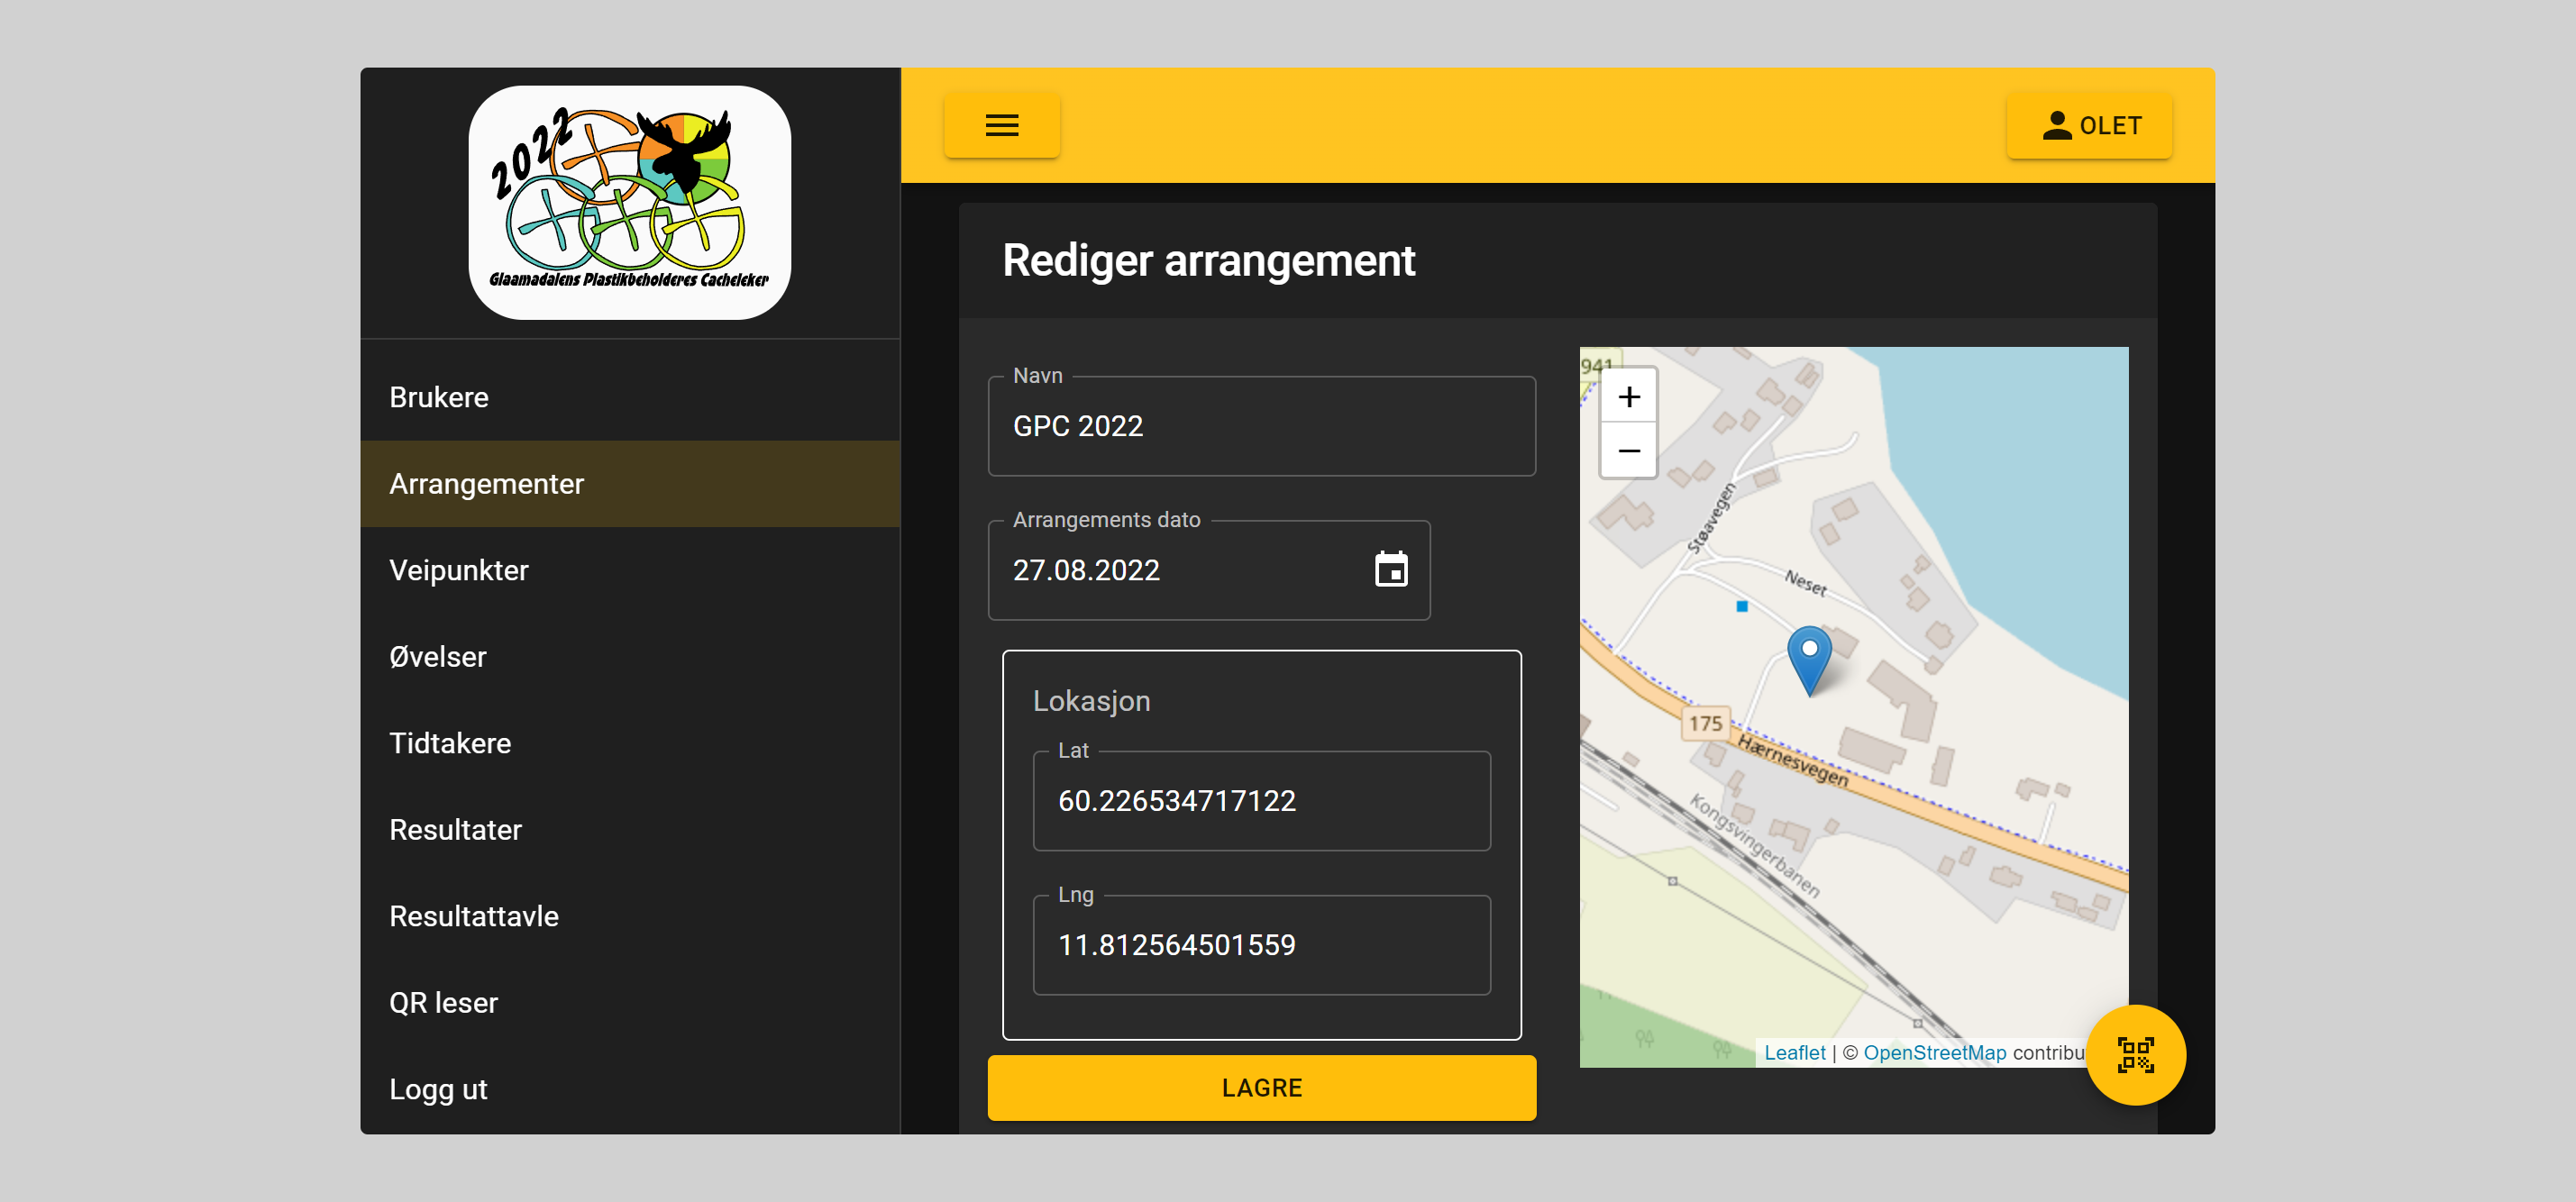 2022
Glaamadalens Plastikbeholderes Cacheleker
Brukere
Arrangementer
Veipunkter
Øvelser
Tidtakere
Resultater
Resultattavle
QR leser
Logg ut
OLET
Rediger arrangement
Navn
GPC 2022
Arrangements dato
27.08.2022
Lokasjon
Lat
60.226534717122
Lng
11.812564501559
LAGRE
941
+
−
Støavegen
Neset
175
Hærnesvegen
Kongsvingerbanen
Leaflet | © OpenStreetMap contribu